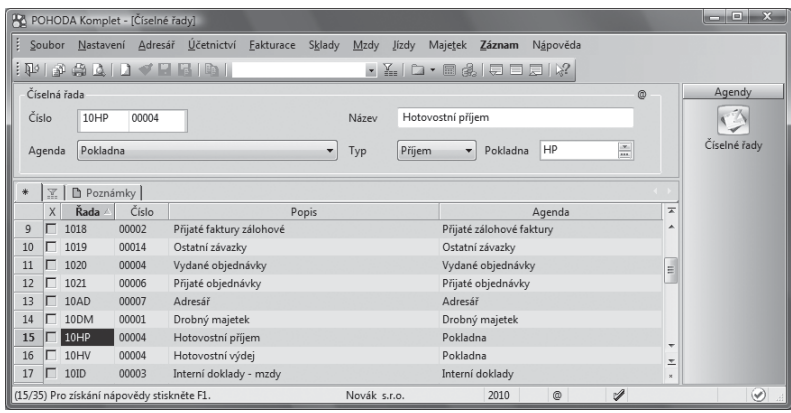 POHODA Komplet - [Číselné řady]
Soubor Nastavení Adresář Účetnictví Fakturace Sklady Mzdy Jízdy Majetek Záznam Nápověda
Číselná řada @ Agendy
Číslo 10HP 00004 Název Hotovostní příjem
Agenda Pokladna Typ Příjem Pokladna HP Číselné řady
* Poznámky
X Řada Číslo Popis Agenda
9 1018 00002 Přijaté faktury zálohové Přijaté zálohové faktury
10 1019 00014 Ostatní závazky Ostatní závazky
11 1020 00004 Vydané objednávky Vydané objednávky
12 1021 00006 Přijaté objednávky Přijaté objednávky
13 10AD 00007 Adresář Adresář
14 10DM 00001 Drobný majetek Drobný majetek
15 10HP 00004 Hotovostní příjem Pokladna
16 10HV 00004 Hotovostní výdej Pokladna
17 10ID 00003 Interní doklady - mzdy Interní doklady
(15/35) Pro získání nápovědy stiskněte F1. Novák s.r.o. 2010 @